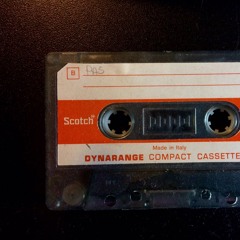 B
Scotch
Made in Italy
DYNARANGE COMPACT CASSETTE